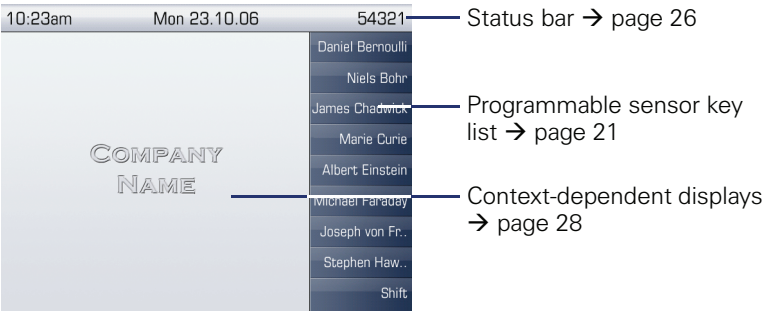 10:23am Mon 23.10.06 54321
Status bar → page 26
Daniel Bernoulli
Niels Bohr
James Chadwick
Programmable sensor key
list → page 21
Marie Curie
Albert Einstein
Michael Faraday
Context-dependent displays
→ page 28
Joseph von Fr..
Stephen Haw..
Shift
COMPANY
NAME